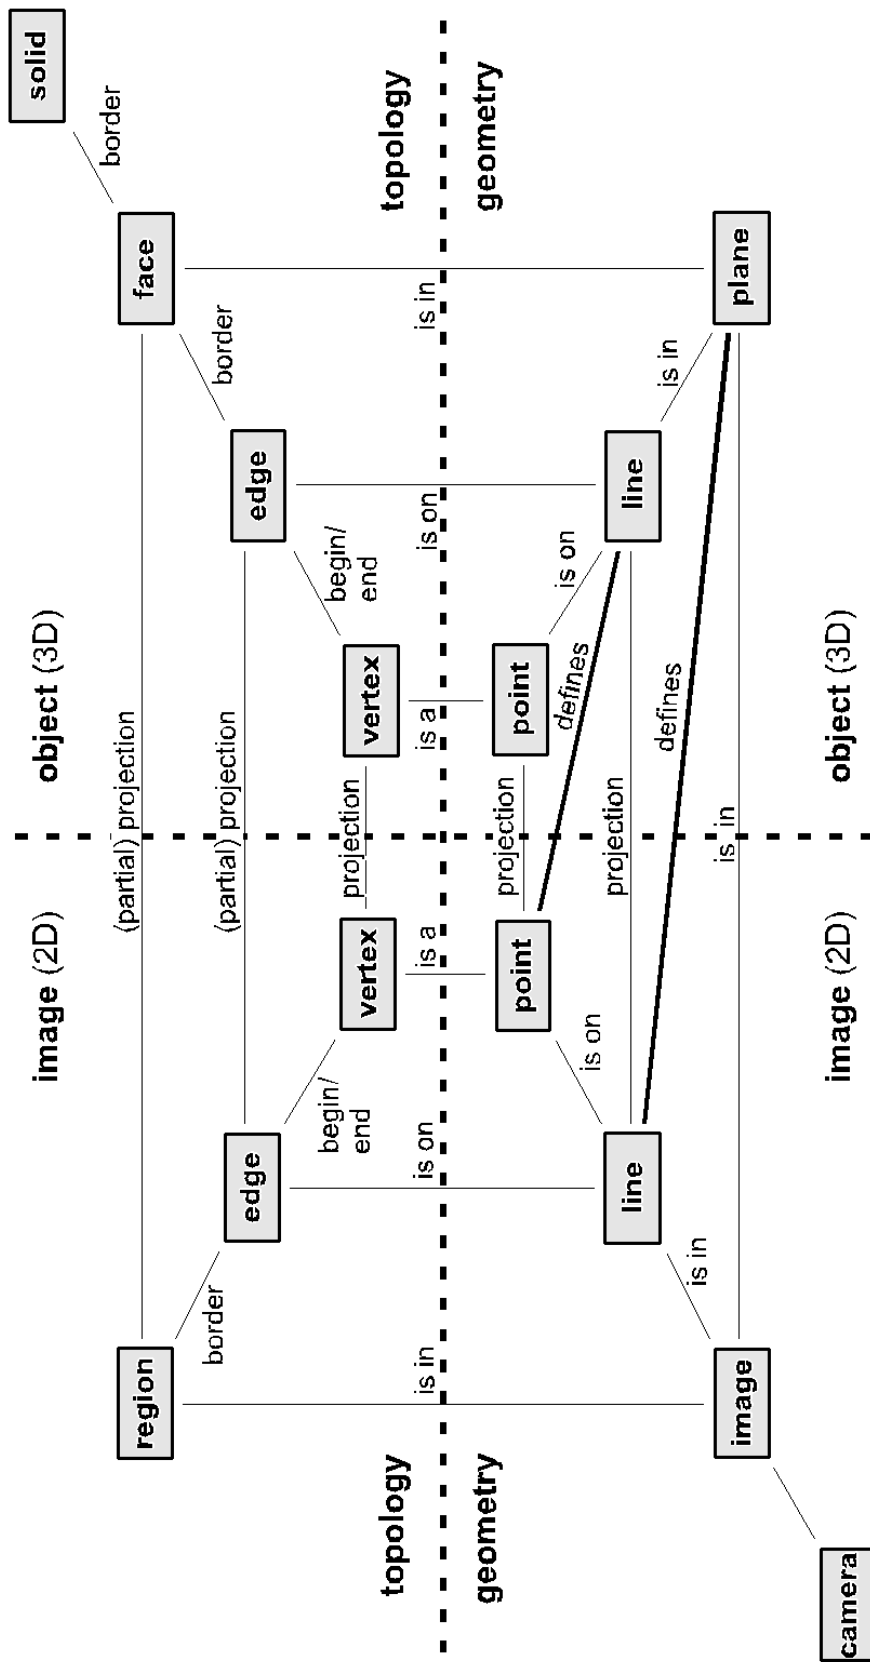 image (2D)
object (3D)
solid
border
(partial) projection
region
face
border
(partial) projection
border
edge
edge
begin/
end
begin/
end
projection
vertex
vertex
topology
topology
is in
is on
is a
is a
is on
is in
geometry
geometry
projection
point
point
is on
defines
is on
projection
line
line
is in
defines
is in
is in
image
plane
camera
image (2D)
object (3D)